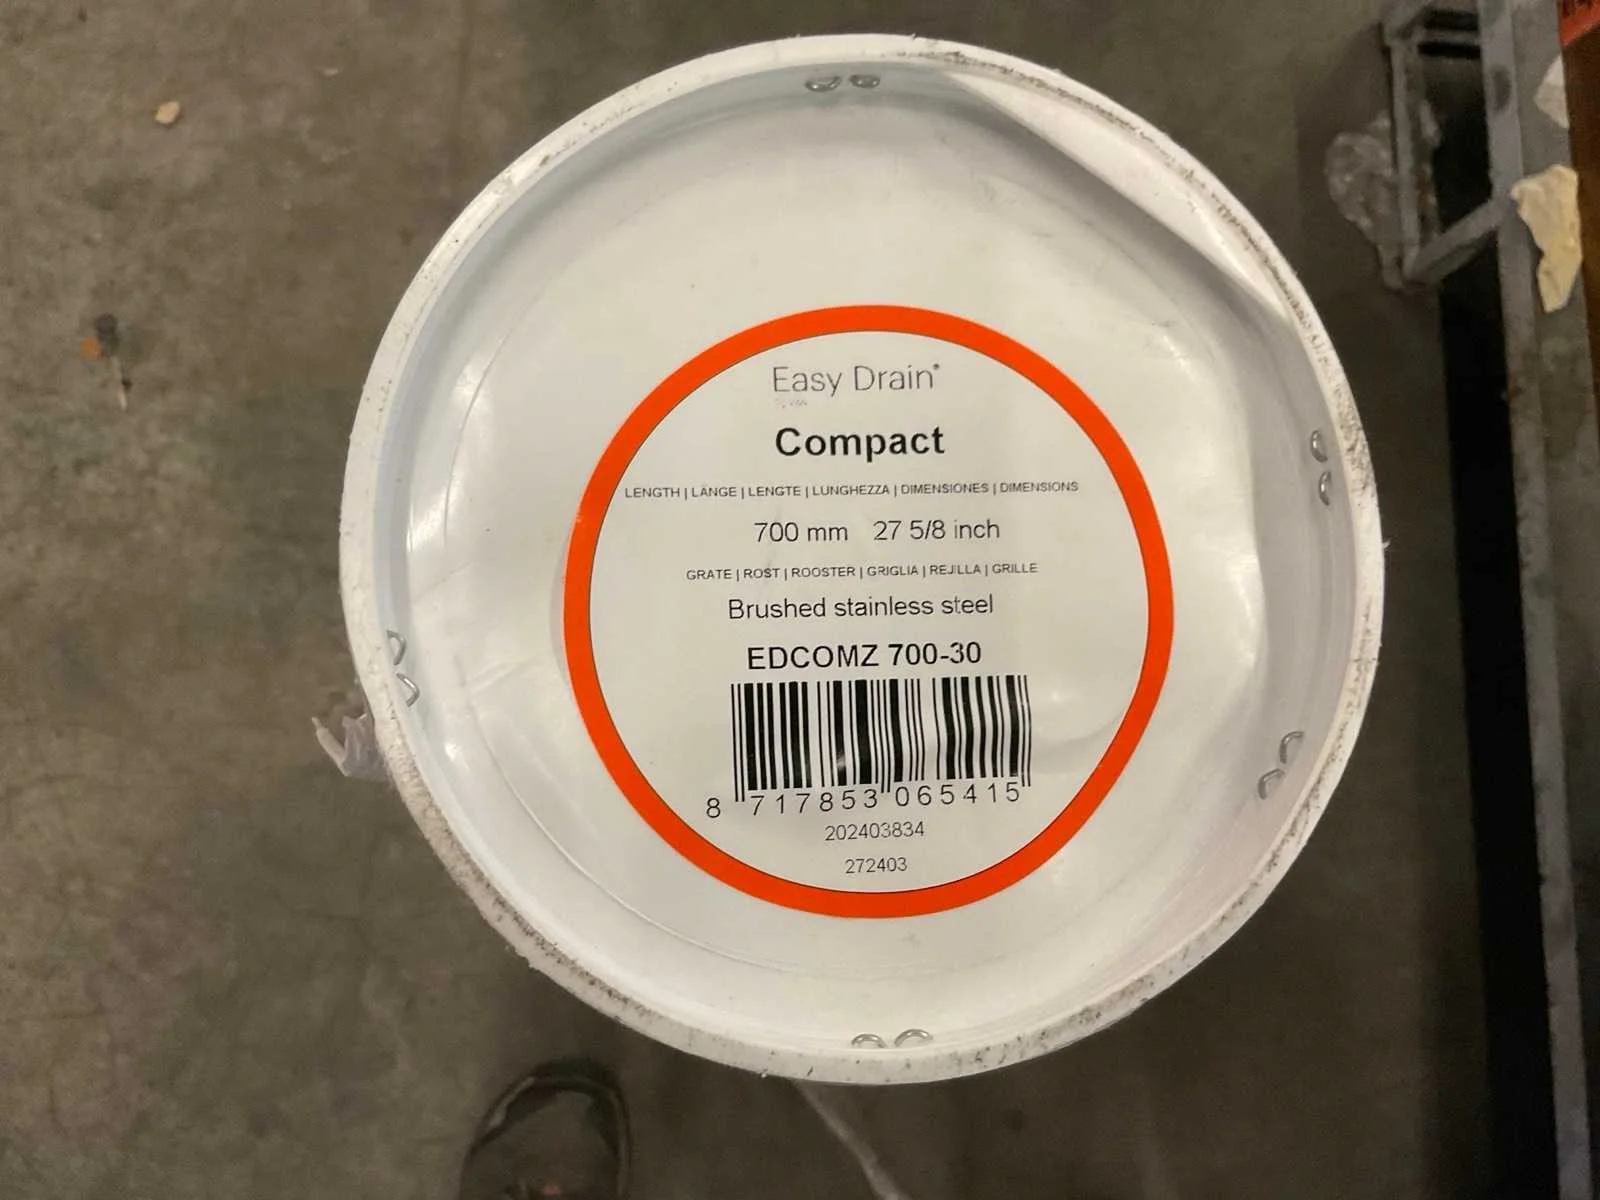 Easy Drain®
Compact
LENGTH | LÄNGE | LENGTE | LUNGHEZZA | DIMENSIONES | DIMENSIONS
700 mm 27 5/8 inch
GRATE | ROST | ROOSTER | GRIGLIA | REJILLA | GRILLE
Brushed stainless steel
EDCOMZ 700-30
8 717853 065415
202403834
272403